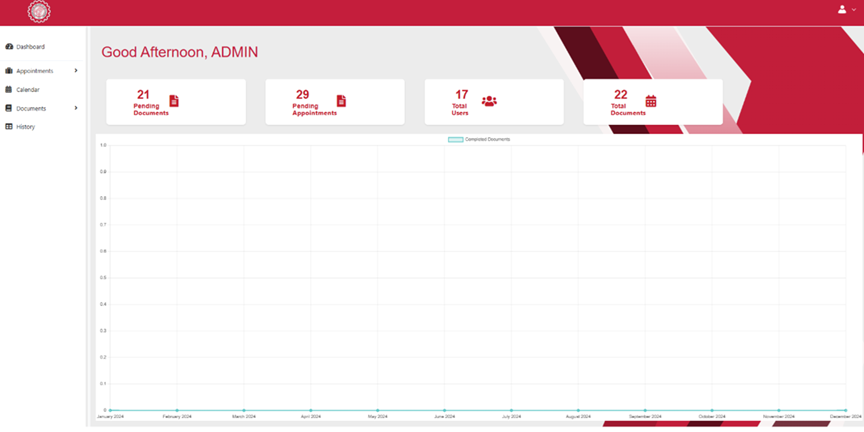 Good Afternoon, ADMIN
Dashboard
Appointments
Calendar
Documents
History
21
Pending
Documents
29
Pending
Appointments
17
Total
Users
22
Total
Documents
Completed Documents
1.0
0.9
0.8
0.7
0.6
0.5
0.4
0.3
0.2
0.1
0
January 2024 February 2024 March 2024 April 2024 May 2024 June 2024 July 2024 August 2024 September 2024 October 2024 November 2024 December 2024